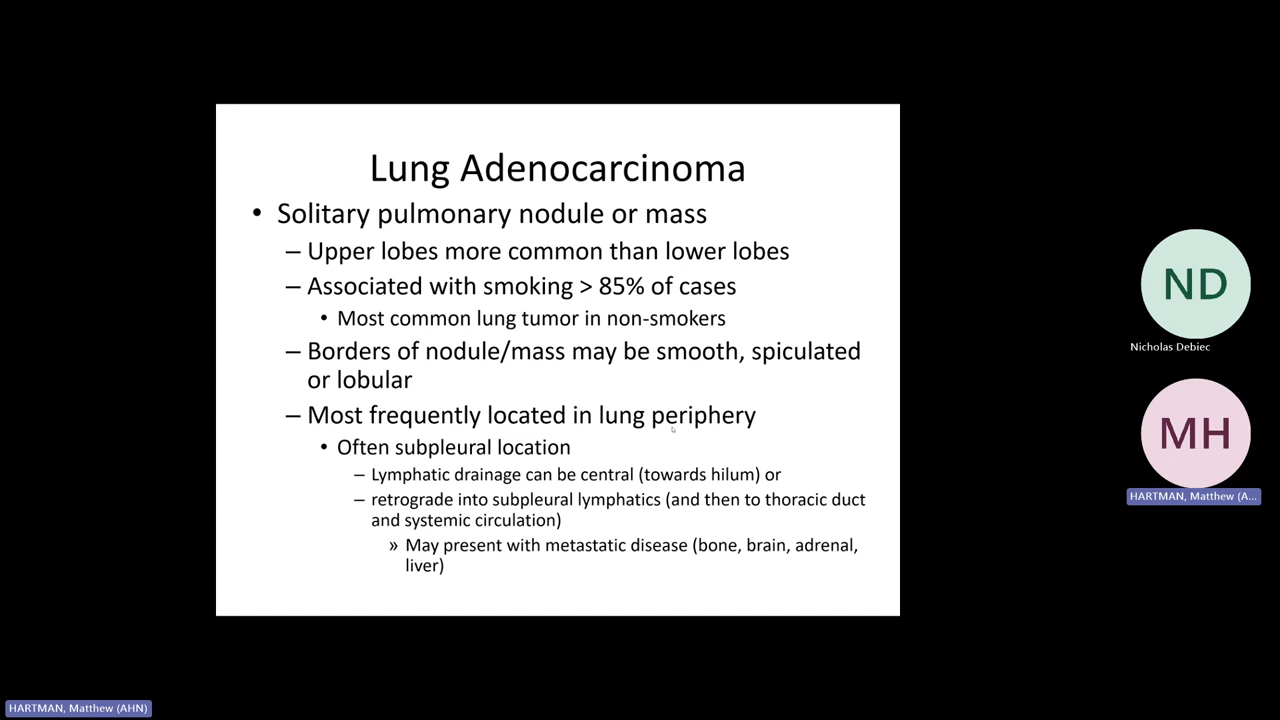 Lung Adenocarcinoma
• Solitary pulmonary nodule or mass
– Upper lobes more common than lower lobes
– Associated with smoking > 85% of cases
• Most common lung tumor in non-smokers
– Borders of nodule/mass may be smooth, spiculated
or lobular
– Most frequently located in lung periphery
• Often subpleural location
– Lymphatic drainage can be central (towards hilum) or
– retrograde into subpleural lymphatics (and then to thoracic duct
and systemic circulation)
» May present with metastatic disease (bone, brain, adrenal,
liver)
ND
Nicholas Debiec
MH
HARTMAN, Matthew (A...
HARTMAN, Matthew (AHN)